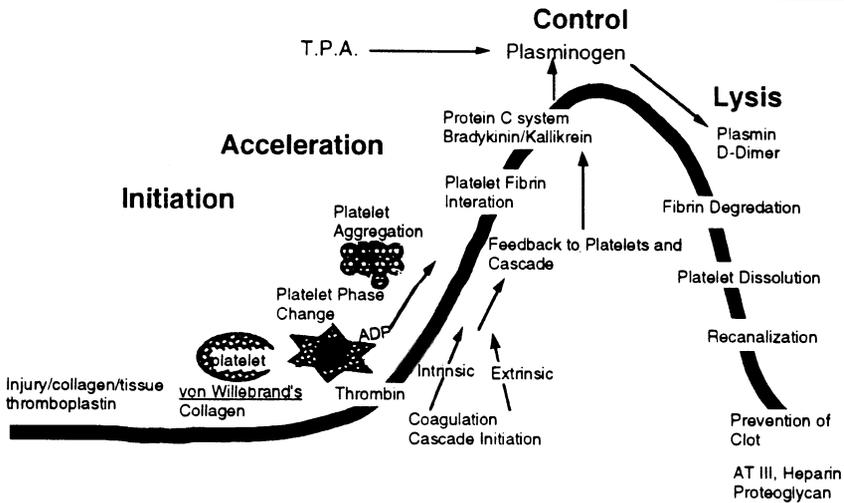 Control
T.P.A.
Plasminogen
Lysis
Protein C system
Bradykinin/Kallikrein
Plasmin
D-Dimer
Acceleration
Platelet Fibrin
Interation
Initiation
Fibrin Degredation
Platelet
Aggregation
Feedback to Platelets and
Cascade
Platelet Dissolution
Platelet Phase
Change
ADP
Recanalization
platelet
Intrinsic
Extrinsic
Injury/collagen/tissue
thromboplastin
von Willebrand's
Collagen
Thrombin
Coagulation
Cascade Initiation
Prevention of
Clot
AT III, Heparin
Proteoglycan